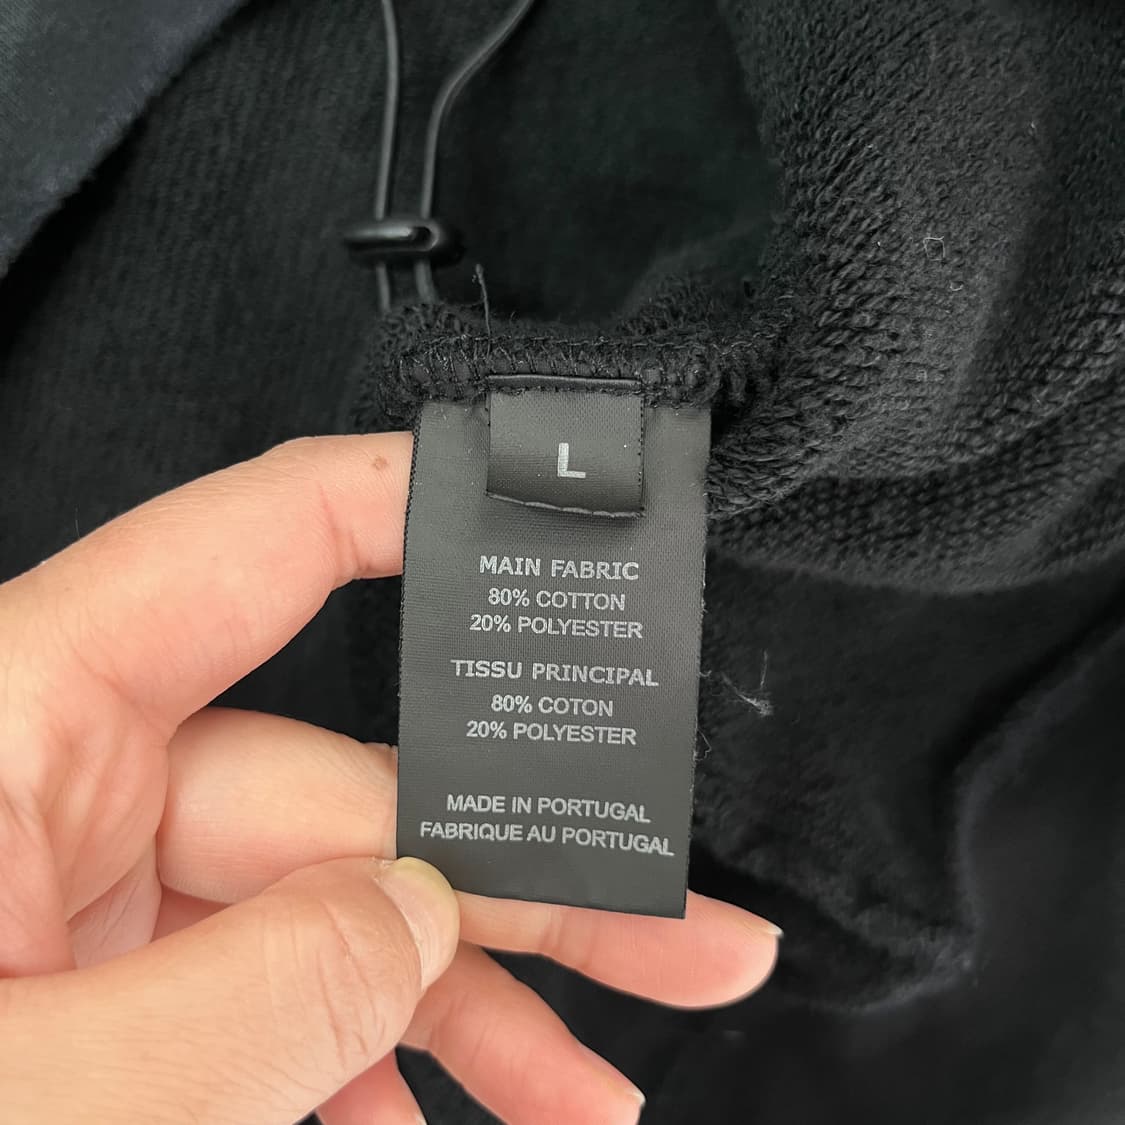 L
MAIN FABRIC
80% COTTON
20% POLYESTER
TISSU PRINCIPAL
80% COTON
20% POLYESTER
MADE IN PORTUGAL
FABRIQUE AU PORTUGAL